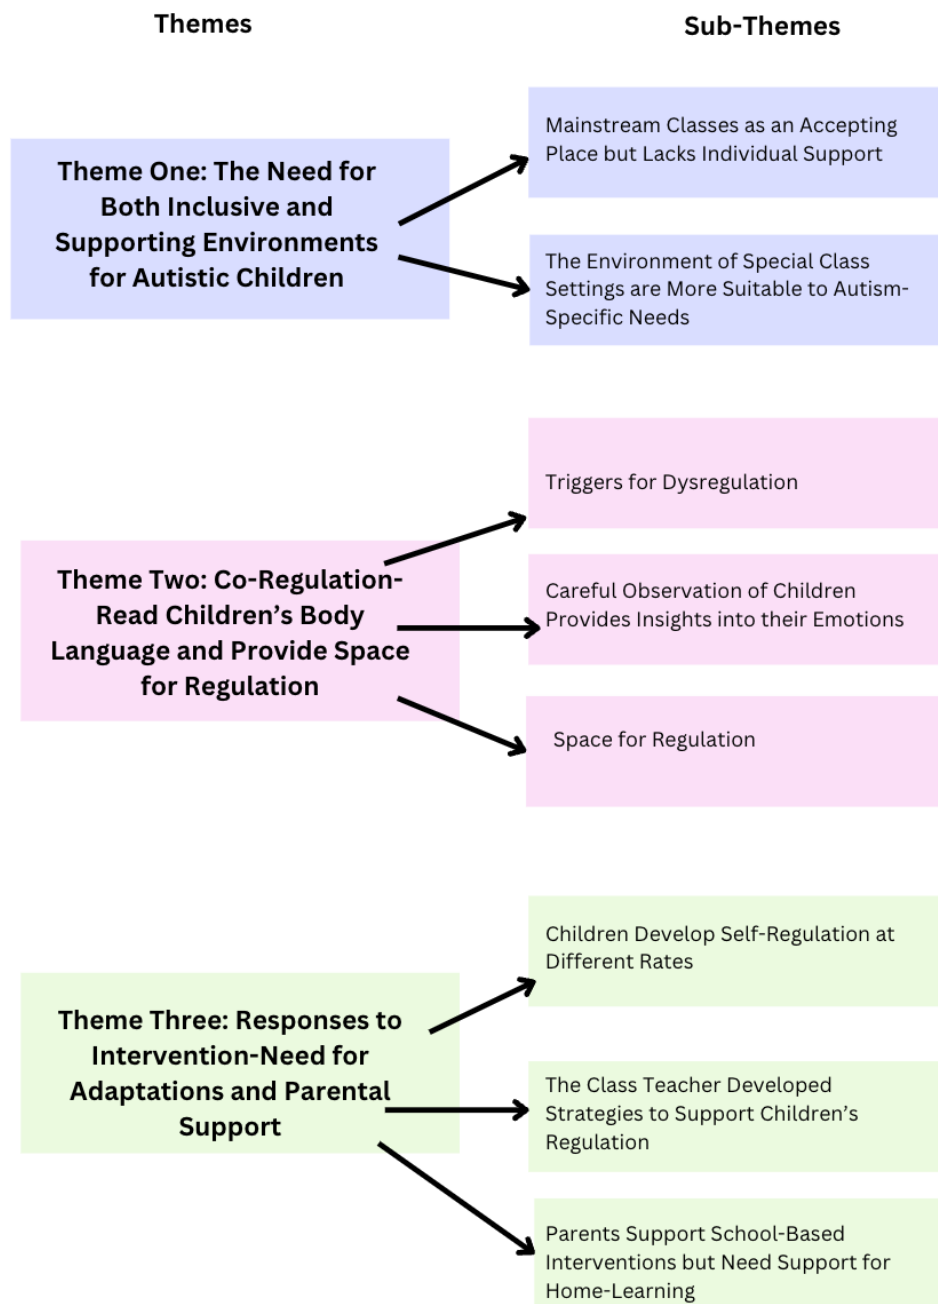 Themes
Sub-Themes
Theme One: The Need for
Both Inclusive and
Supporting Environments
for Autistic Children
Mainstream Classes as an Accepting
Place but Lacks Individual Support
The Environment of Special Class
Settings are More Suitable to Autism-
Specific Needs
Theme Two: Co-Regulation-
Read Children’s Body
Language and Provide Space
for Regulation
Triggers for Dysregulation
Careful Observation of Children
Provides Insights into their Emotions
Space for Regulation
Theme Three: Responses to
Intervention-Need for
Adaptations and Parental
Support
Children Develop Self-Regulation at
Different Rates
The Class Teacher Developed
Strategies to Support Children’s
Regulation
Parents Support School-Based
Interventions but Need Support for
Home-Learning